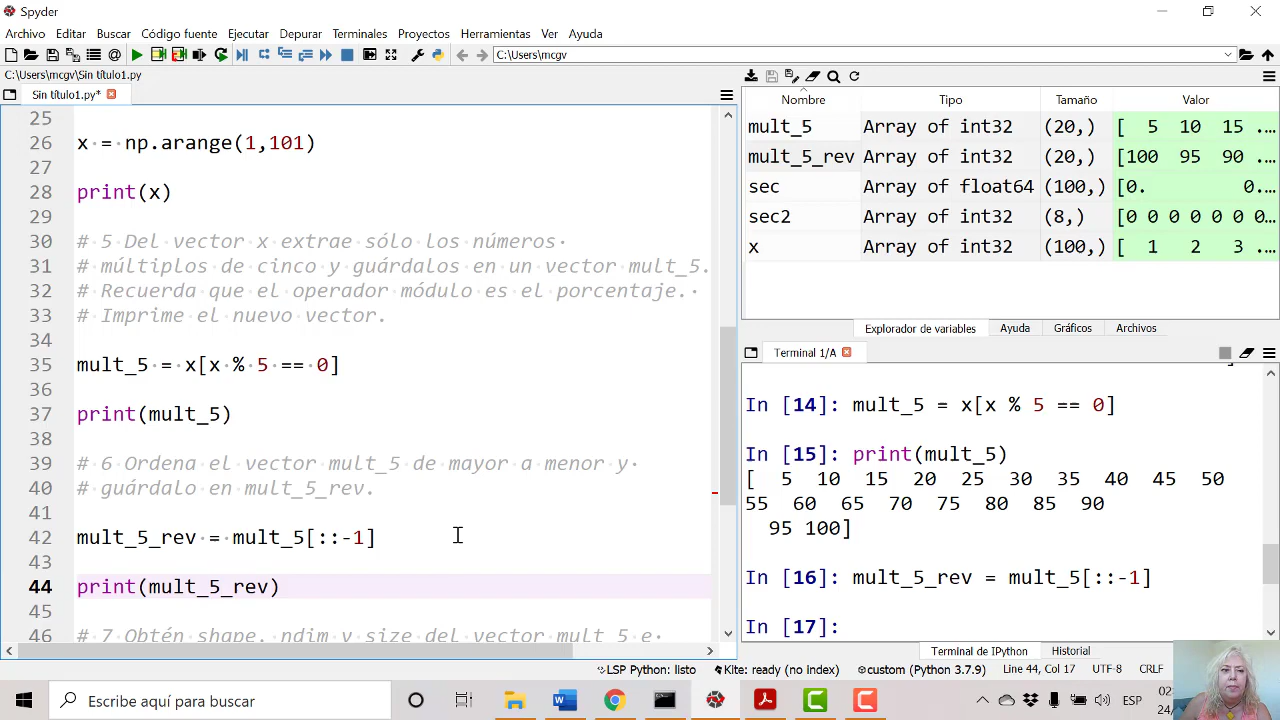 Spyder
Archivo Editar Buscar Código fuente Ejecutar Depurar Terminales Proyectos Herramientas Ver Ayuda
C:\Users\mcgv
C:\Users\mcgv\Sin título1.py
Sin título1.py*
25
26 x = np.arange(1,101)
27
28 print(x)
29
30 # 5 Del vector x extrae sólo los números
31 # múltiplos de cinco y guárdalos en un vector mult_5.
32 # Recuerda que el operador módulo es el porcentaje.
33 # Imprime el nuevo vector.
34
35 mult_5 = x[x % 5 == 0]
36
37 print(mult_5)
38
39 # 6 Ordena el vector mult_5 de mayor a menor y
40 # guárdalo en mult_5_rev.
41
42 mult_5_rev = mult_5[::-1]
43
44 print(mult_5_rev)
45
46 # 7 Obtén shape, ndim y size del vector mult_5 e
Nombre Tipo Tamaño Valor
mult_5 Array of int32 (20,) [ 5 10 15 ...
mult_5_rev Array of int32 (20,) [100 95 90 ...
sec Array of float64 (100,) [0. 0...
sec2 Array of int32 (8,) [0 0 0 0 0 0 0...
x Array of int32 (100,) [ 1 2 3 ...
Explorador de variables Ayuda Gráficos Archivos
Terminal 1/A
In [14]: mult_5 = x[x % 5 == 0]
In [15]: print(mult_5)
[ 5 10 15 20 25 30 35 40 45 50
55 60 65 70 75 80 85 90
95 100]
In [16]: mult_5_rev = mult_5[::-1]
In [17]:
Terminal de IPython Historial
LSP Python: listo Kite: ready (no index) custom (Python 3.7.9) Line 44, Col 17 UTF-8 CRLF
Escribe aquí para buscar
ESP
02
24/